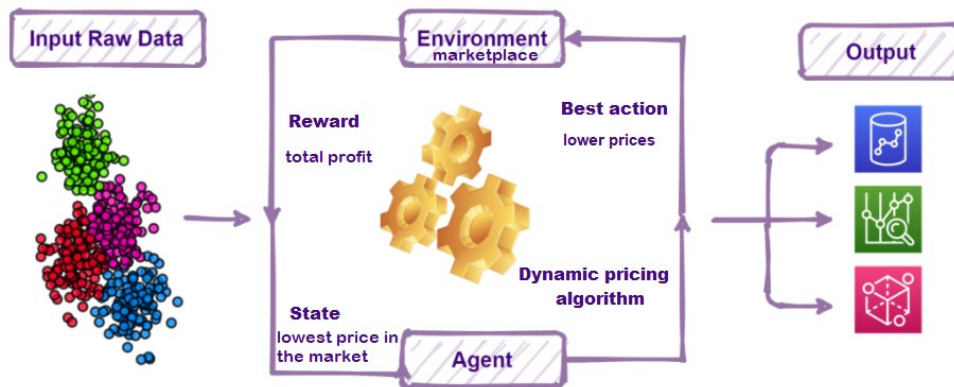 Input Raw Data
Environment
marketplace
Output
Reward
total profit
Best action
lower prices
Dynamic pricing
algorithm
State
lowest price in
the market
Agent